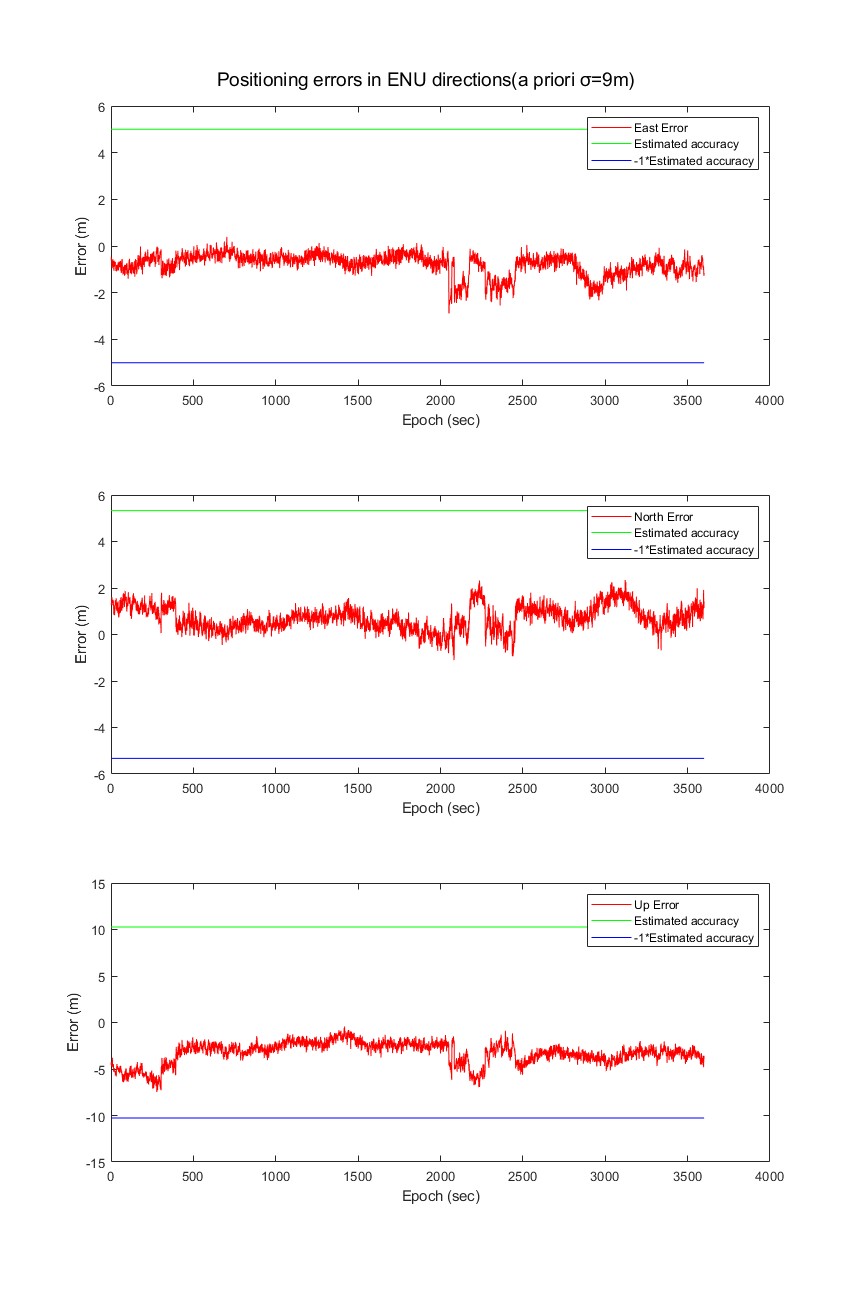 Positioning errors in ENU directions(a priori σ=9m)
6
4
2
0
-2
-4
-6
Error (m)
East Error
Estimated accuracy
-1*Estimated accuracy
0 500 1000 1500 2000 2500 3000 3500 4000
Epoch (sec)
6
4
2
0
-2
-4
-6
Error (m)
North Error
Estimated accuracy
-1*Estimated accuracy
0 500 1000 1500 2000 2500 3000 3500 4000
Epoch (sec)
15
10
5
0
-5
-10
-15
Error (m)
Up Error
Estimated accuracy
-1*Estimated accuracy
0 500 1000 1500 2000 2500 3000 3500 4000
Epoch (sec)